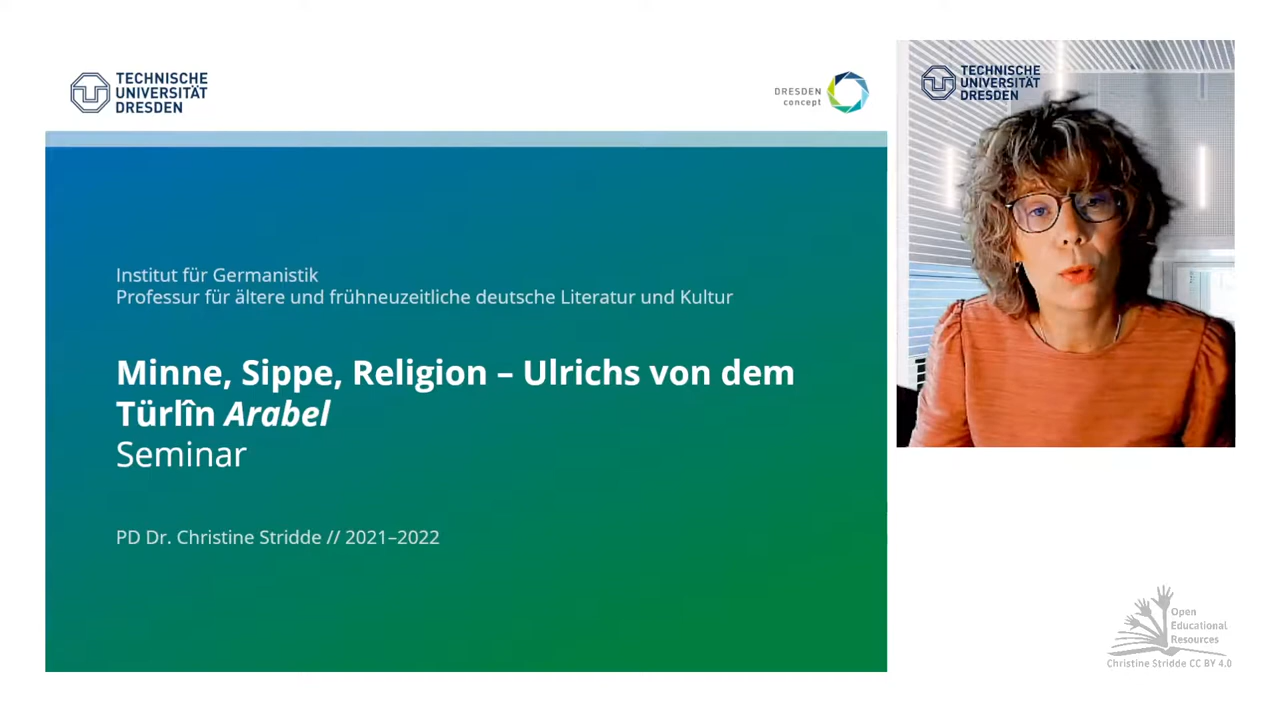 TECHNISCHE
UNIVERSITÄT
DRESDEN
DRESDEN
concept
Institut für Germanistik
Professur für ältere und frühneuzeitliche deutsche Literatur und Kultur
Minne, Sippe, Religion – Ulrichs von dem
Türlîn Arabel
Seminar
PD Dr. Christine Stridde // 2021–2022
TECHNISCHE
UNIVERSITÄT
DRESDEN
Open
Educational
Resources
Christine Stridde CC BY 4.0